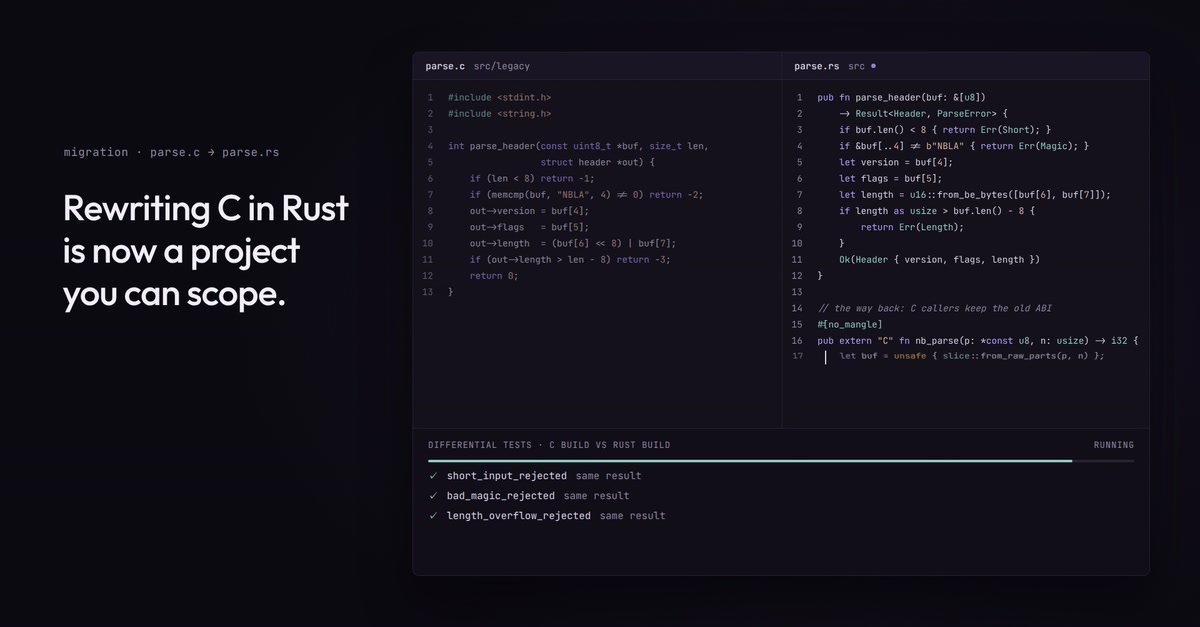 migration · parse.c → parse.rs
Rewriting C in Rust
is now a project
you can scope.
parse.c src/legacy
1 #include <stdint.h>
2 #include <string.h>
3
4 int parse_header(const uint8_t *buf, size_t len,
5 struct header *out) {
6 if (len < 8) return -1;
7 if (memcmp(buf, "NBLA", 4) != 0) return -2;
8 out->version = buf[4];
9 out->flags = buf[5];
10 out->length = (buf[6] << 8) | buf[7];
11 if (out->length > len - 8) return -3;
12 return 0;
13 }
parse.rs src
1 pub fn parse_header(buf: &[u8])
2 -> Result<Header, ParseError> {
3 if buf.len() < 8 { return Err(Short); }
4 if &buf[..4] != b"NBLA" { return Err(Magic); }
5 let version = buf[4];
6 let flags = buf[5];
7 let length = u16::from_be_bytes([buf[6], buf[7]]);
8 if length as usize > buf.len() - 8 {
9 return Err(Length);
10 }
11 Ok(Header { version, flags, length })
12 }
13
14 // the way back: C callers keep the old ABI
15 #[no_mangle]
16 pub extern "C" fn nb_parse(p: *const u8, n: usize) -> i32 {
17 let buf = unsafe { slice::from_raw_parts(p, n) };
DIFFERENTIAL TESTS · C BUILD VS RUST BUILD
RUNNING
✓ short_input_rejected same result
✓ bad_magic_rejected same result
✓ length_overflow_rejected same result